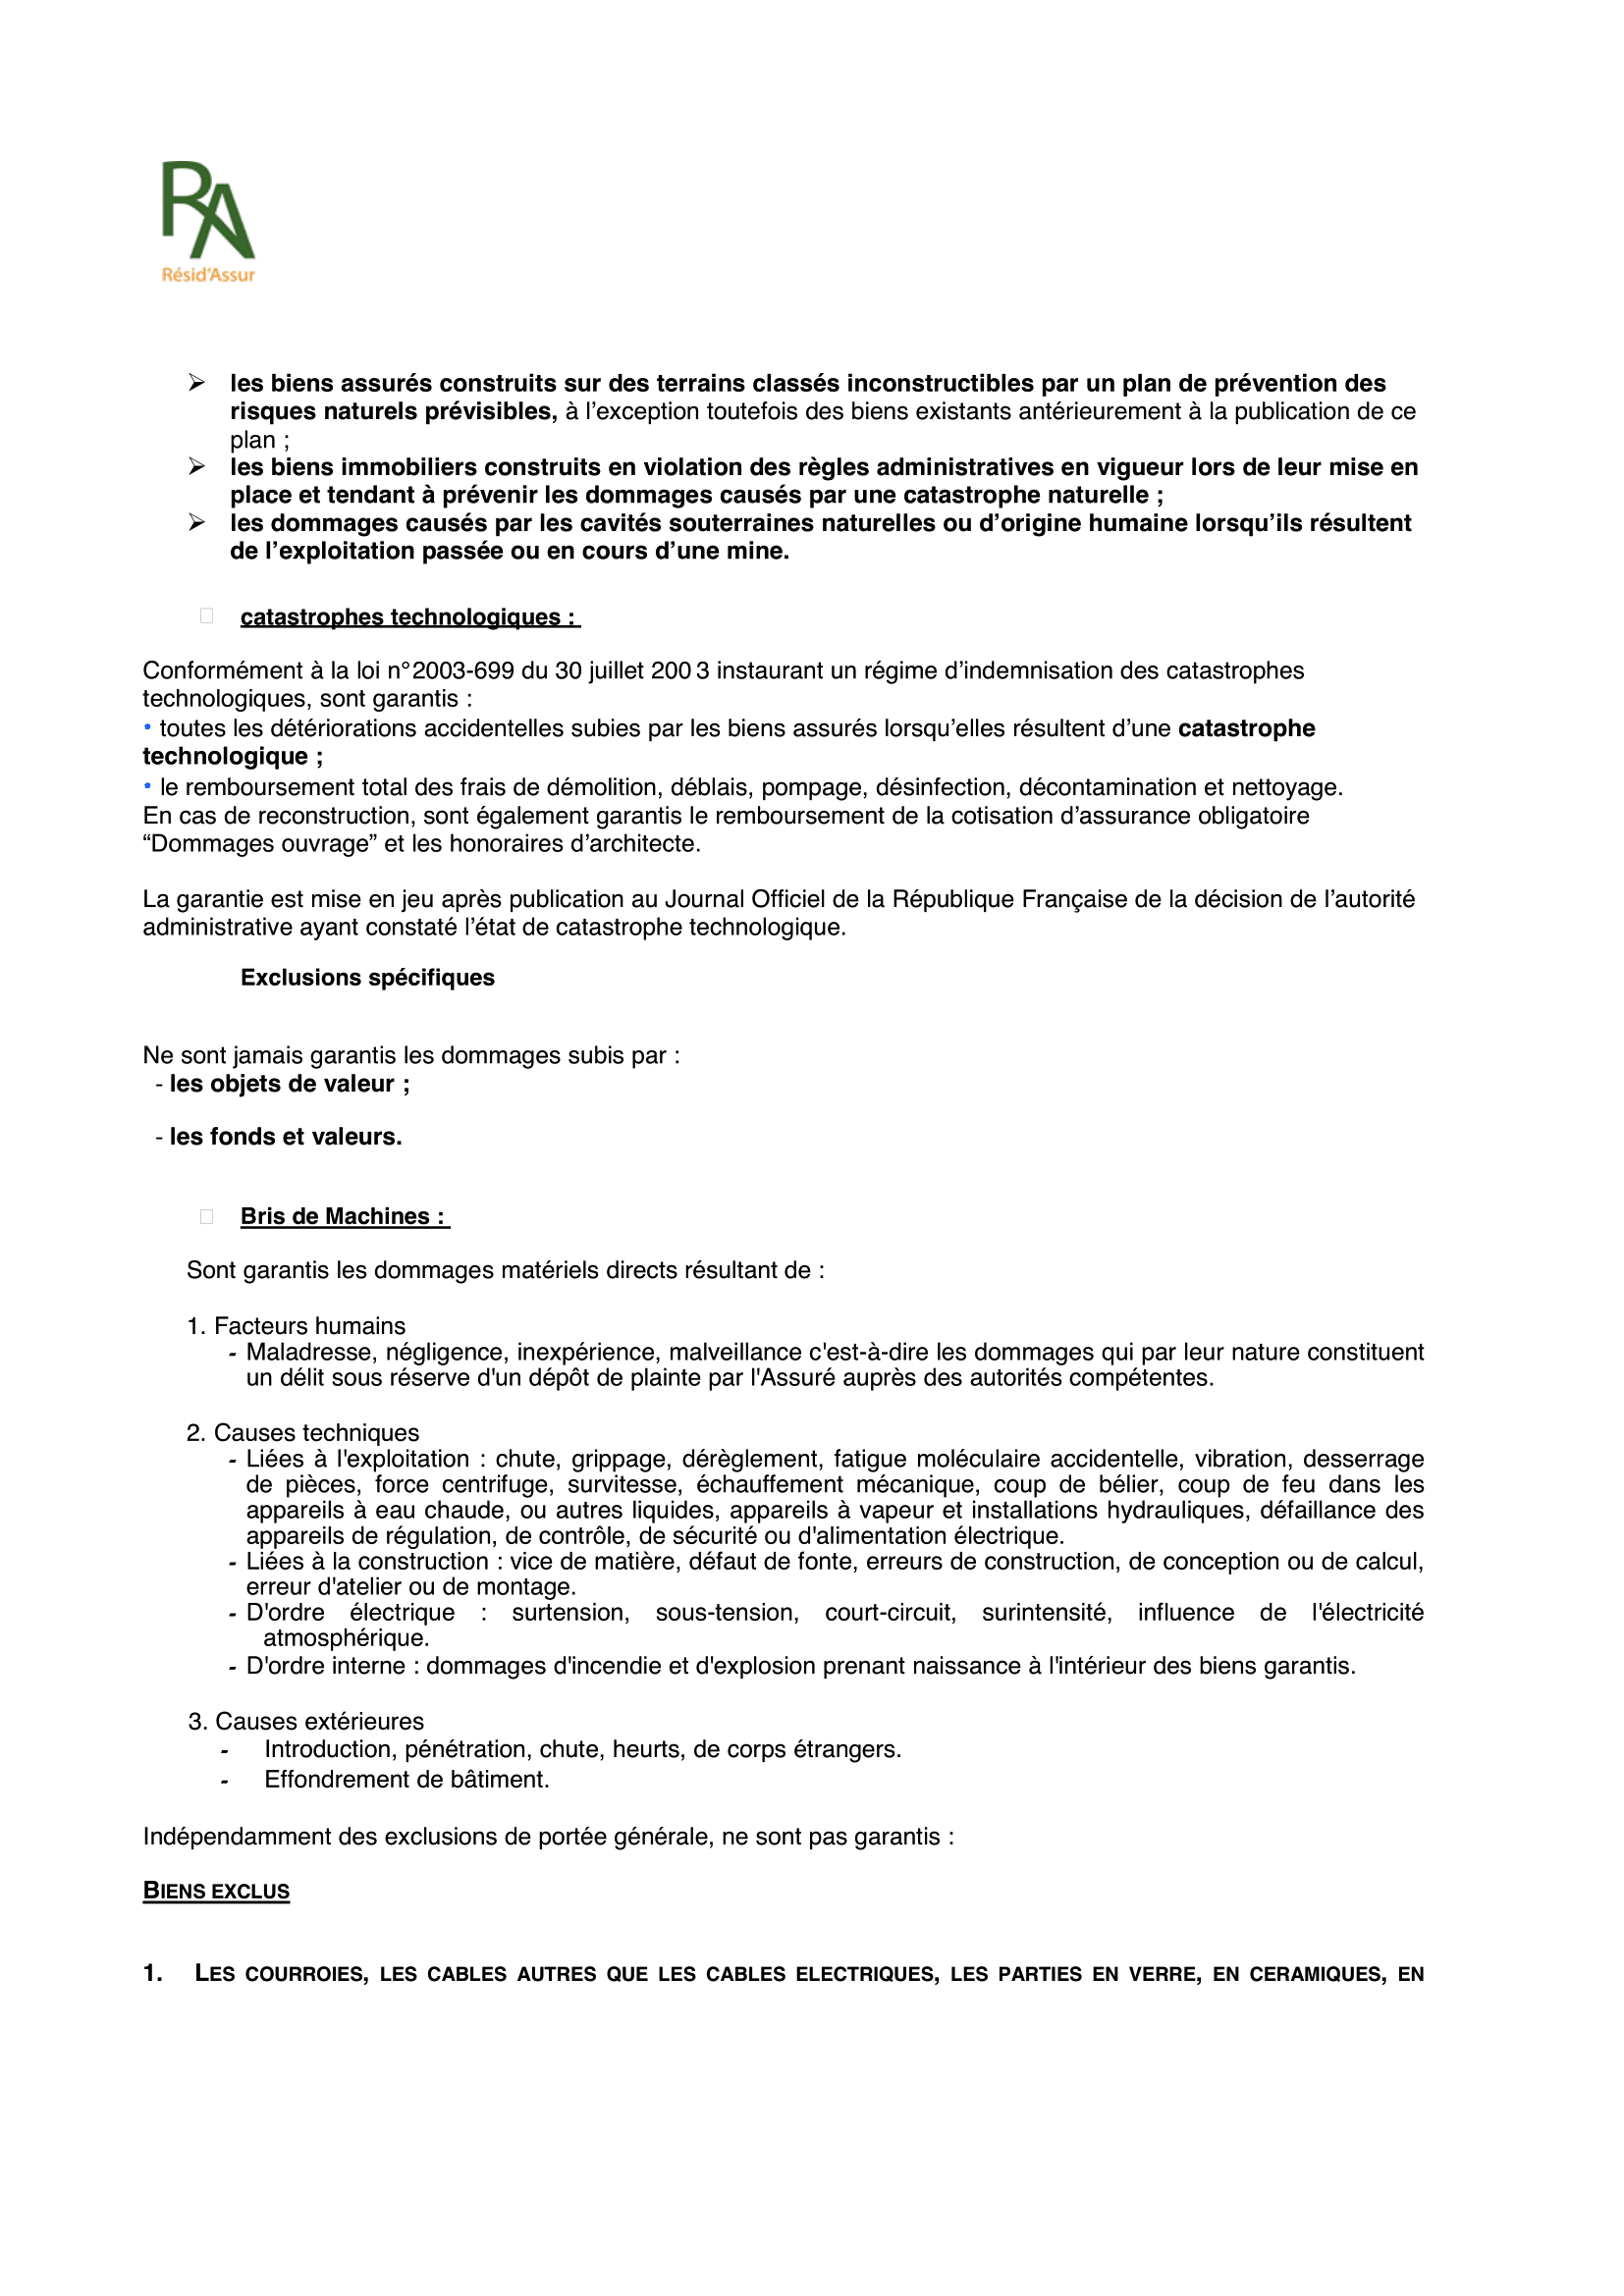 RA
Résid'Assur
➢ les biens assurés construits sur des terrains classés inconstructibles par un plan de prévention des
risques naturels prévisibles, à l’exception toutefois des biens existants antérieurement à la publication de ce
plan ;
➢ les biens immobiliers construits en violation des règles administratives en vigueur lors de leur mise en
place et tendant à prévenir les dommages causés par une catastrophe naturelle ;
➢ les dommages causés par les cavités souterraines naturelles ou d’origine humaine lorsqu’ils résultent
de l’exploitation passée ou en cours d’une mine.
catastrophes technologiques :
Conformément à la loi n°2003-699 du 30 juillet 200 3 instaurant un régime d’indemnisation des catastrophes
technologiques, sont garantis :
• toutes les détériorations accidentelles subies par les biens assurés lorsqu’elles résultent d’une catastrophe
technologique ;
• le remboursement total des frais de démolition, déblais, pompage, désinfection, décontamination et nettoyage.
En cas de reconstruction, sont également garantis le remboursement de la cotisation d’assurance obligatoire
“Dommages ouvrage” et les honoraires d’architecte.
La garantie est mise en jeu après publication au Journal Officiel de la République Française de la décision de l’autorité
administrative ayant constaté l’état de catastrophe technologique.
Exclusions spécifiques
Ne sont jamais garantis les dommages subis par :
- les objets de valeur ;
- les fonds et valeurs.
Bris de Machines :
Sont garantis les dommages matériels directs résultant de :
1. Facteurs humains
- Maladresse, négligence, inexpérience, malveillance c'est-à-dire les dommages qui par leur nature constituent
un délit sous réserve d'un dépôt de plainte par l'Assuré auprès des autorités compétentes.
2. Causes techniques
- Liées à l'exploitation : chute, grippage, dérèglement, fatigue moléculaire accidentelle, vibration, desserrage
de pièces, force centrifuge, survitesse, échauffement mécanique, coup de bélier, coup de feu dans les
appareils à eau chaude, ou autres liquides, appareils à vapeur et installations hydrauliques, défaillance des
appareils de régulation, de contrôle, de sécurité ou d'alimentation électrique.
- Liées à la construction : vice de matière, défaut de fonte, erreurs de construction, de conception ou de calcul,
erreur d'atelier ou de montage.
- D'ordre électrique : surtension, sous-tension, court-circuit, surintensité, influence de l'électricité
atmosphérique.
- D'ordre interne : dommages d'incendie et d'explosion prenant naissance à l'intérieur des biens garantis.
3. Causes extérieures
- Introduction, pénétration, chute, heurts, de corps étrangers.
- Effondrement de bâtiment.
Indépendamment des exclusions de portée générale, ne sont pas garantis :
BIENS EXCLUS
1. LES COURROIES, LES CABLES AUTRES QUE LES CABLES ELECTRIQUES, LES PARTIES EN VERRE, EN CERAMIQUES, EN